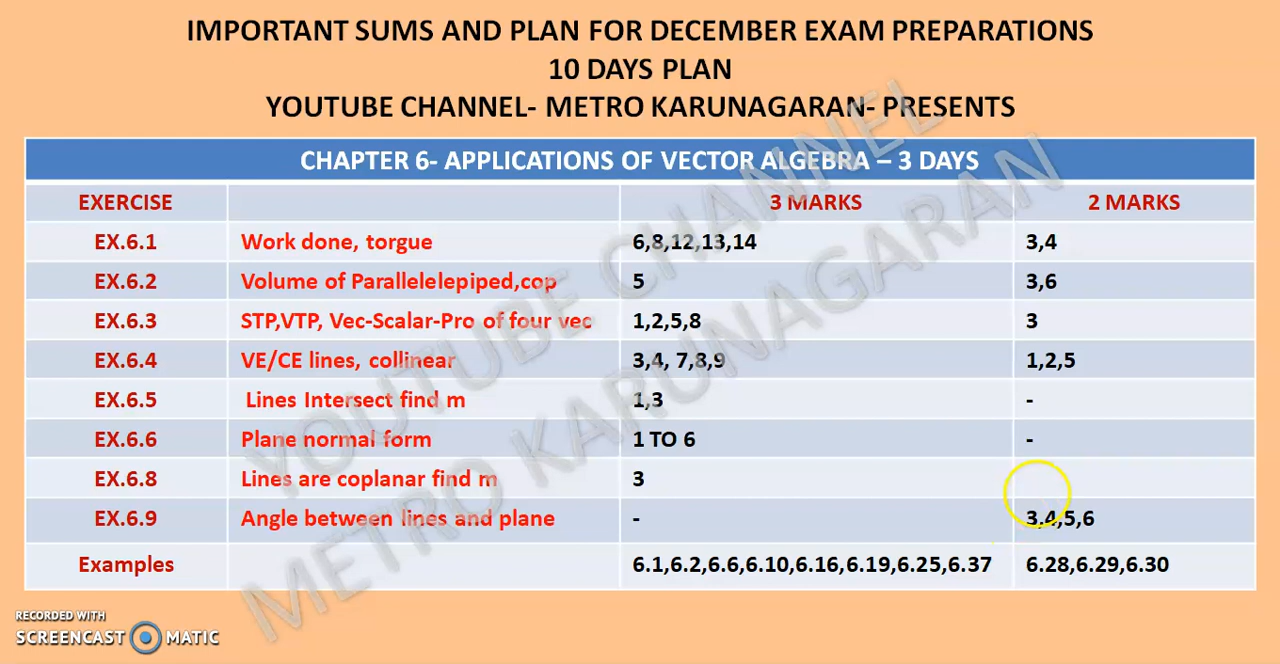 IMPORTANT SUMS AND PLAN FOR DECEMBER EXAM PREPARATIONS
10 DAYS PLAN
YOUTUBE CHANNEL- METRO KARUNAGARAN- PRESENTS
CHAPTER 6- APPLICATIONS OF VECTOR ALGEBRA – 3 DAYS
EXERCISE 3 MARKS 2 MARKS
EX.6.1 Work done, torgue 6,8,12,13,14 3,4
EX.6.2 Volume of Parallelelepiped,cop 5 3,6
EX.6.3 STP,VTP, Vec-Scalar-Pro of four vec 1,2,5,8 3
EX.6.4 VE/CE lines, collinear 3,4, 7,8,9 1,2,5
EX.6.5 Lines Intersect find m 1,3 -
EX.6.6 Plane normal form 1 TO 6 -
EX.6.8 Lines are coplanar find m 3
EX.6.9 Angle between lines and plane - 3,4,5,6
Examples 6.1,6.2,6.6,6.10,6.16,6.19,6.25,6.37 6.28,6.29,6.30
YOUTUBE CHANNEL
METRO KARUNAGARAN
RECORDED WITH
SCREENCAST MATIC